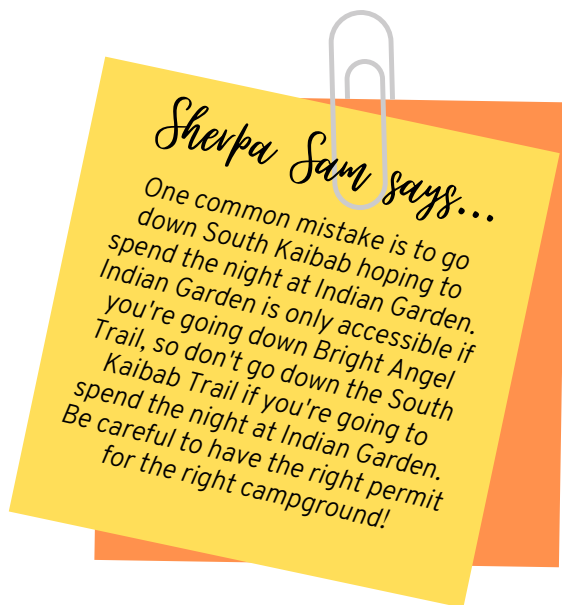 Sherpa Sam says...
One common mistake is to go
down South Kaibab hoping to
spend the night at Indian Garden.
Indian Garden is only accessible if
you're going down Bright Angel
Trail, so don't go down the South
Kaibab Trail if you're going to
spend the night at Indian Garden.
Be careful to have the right permit
for the right campground!